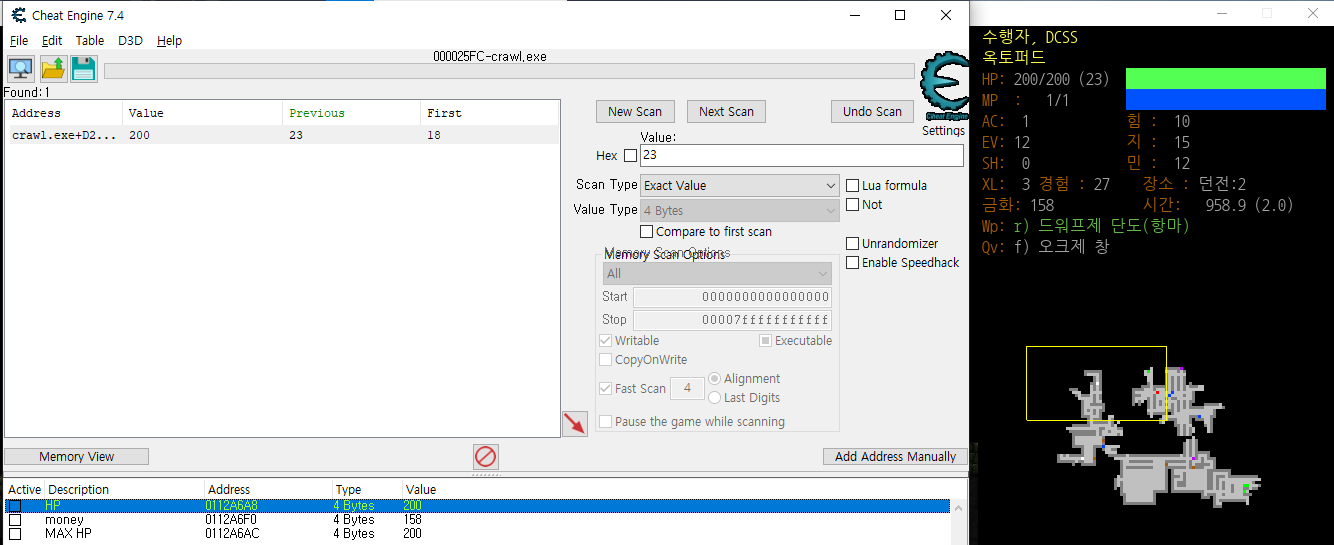 Cheat Engine 7.4
File Edit Table D3D Help
000025FC-crawl.exe
Found:1
Address Value Previous First
crawl.exe+D2... 200 23 18
New Scan Next Scan Undo Scan
Cheat Engine
Settings
Value:
Hex 23
Scan Type Exact Value
Value Type 4 Bytes
Compare to first scan
Lua formula
Not
Unrandomizer
Enable Speedhack
Memory Scan Options
All
Start 0000000000000000
Stop 00007fffffffffff
Writable Executable
CopyOnWrite
Fast Scan 4 Alignment
Last Digits
Pause the game while scanning
Memory View Add Address Manually
Active Description Address Type Value
HP 0112A6A8 4 Bytes 200
money 0112A6F0 4 Bytes 158
MAX HP 0112A6AC 4 Bytes 200
수행자, DCSS
옥토퍼드
HP: 200/200 (23)
MP : 1/1
AC: 1 힘 : 10
EV: 12 지 : 15
SH: 0 민 : 12
XL: 3 경험 : 27 장소 : 던전:2
금화: 158 시간: 958.9 (2.0)
Wp: r) 드워프제 단도(항마)
Qv: f) 오크제 창